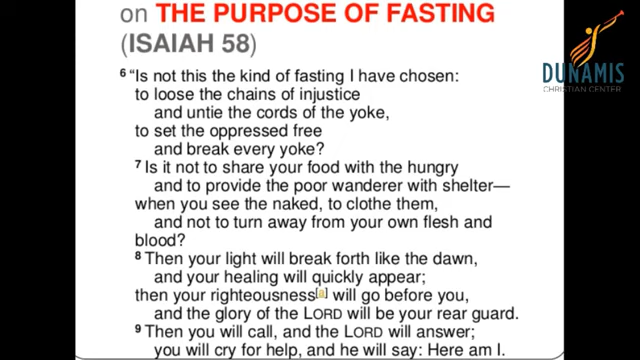 on THE PURPOSE OF FASTING
(ISAIAH 58)
6 “Is not this the kind of fasting I have chosen:
to loose the chains of injustice
and untie the cords of the yoke,
to set the oppressed free
and break every yoke?
7 Is it not to share your food with the hungry
and to provide the poor wanderer with shelter—
when you see the naked, to clothe them,
and not to turn away from your own flesh and
blood?
8 Then your light will break forth like the dawn,
and your healing will quickly appear;
then your righteousness[a] will go before you,
and the glory of the LORD will be your rear guard.
9 Then you will call, and the LORD will answer;
you will cry for help, and he will say: Here am I.
DUNAMIS
CHRISTIAN CENTER